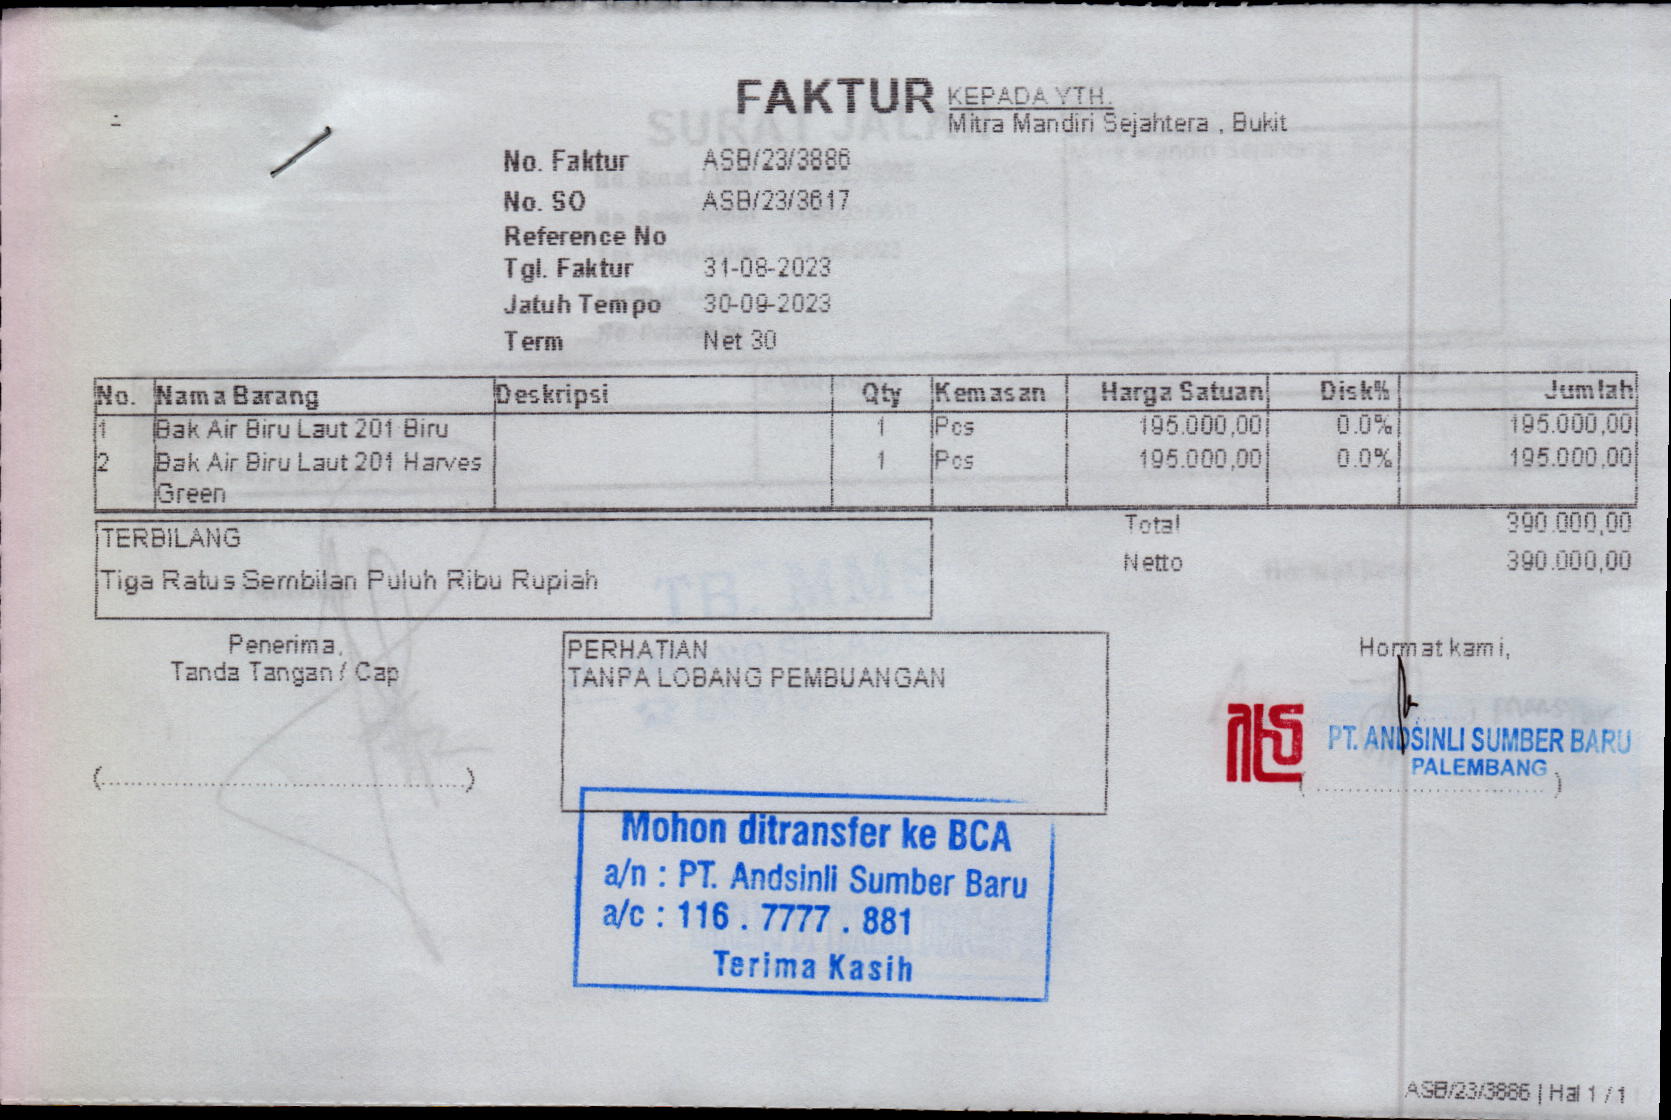 FAKTUR
KEPADA YTH.
Mitra Mandiri Sejahtera , Bukit
No. Faktur ASB/23/3886
No. SO ASB/23/3617
Reference No
Tgl. Faktur 31-08-2023
Jatuh Tempo 30-09-2023
Term Net 30
No. Nama Barang Deskripsi Qty Kemasan Harga Satuan Disk% Jumlah
1 Bak Air Biru Laut 201 Biru 1 Pcs 195.000,00 0.0% 195.000,00
2 Bak Air Biru Laut 201 Harves 1 Pcs 195.000,00 0.0% 195.000,00
Green
Total 390.000,00
Netto 390.000,00
TERBILANG
Tiga Ratus Sembilan Puluh Ribu Rupiah
Penerima,
Tanda Tangan / Cap
(........................................)
PERHATIAN
TANPA LOBANG PEMBUANGAN
Hormat kami,
PT. ANDSINLI SUMBER BARU
PALEMBANG
(............................)
Mohon ditransfer ke BCA
a/n : PT. Andsinli Sumber Baru
a/c : 116 . 7777 . 881
Terima Kasih
ASB/23/3886 | Hal 1 / 1